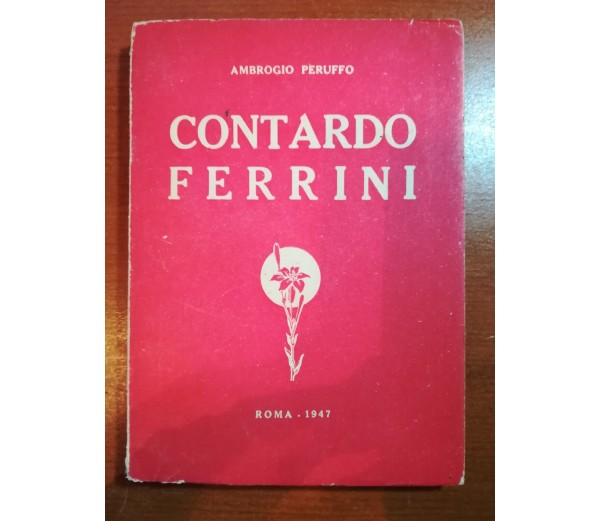 AMBROGIO PERUFFO
CONTARDO
FERRINI
ROMA - 1947